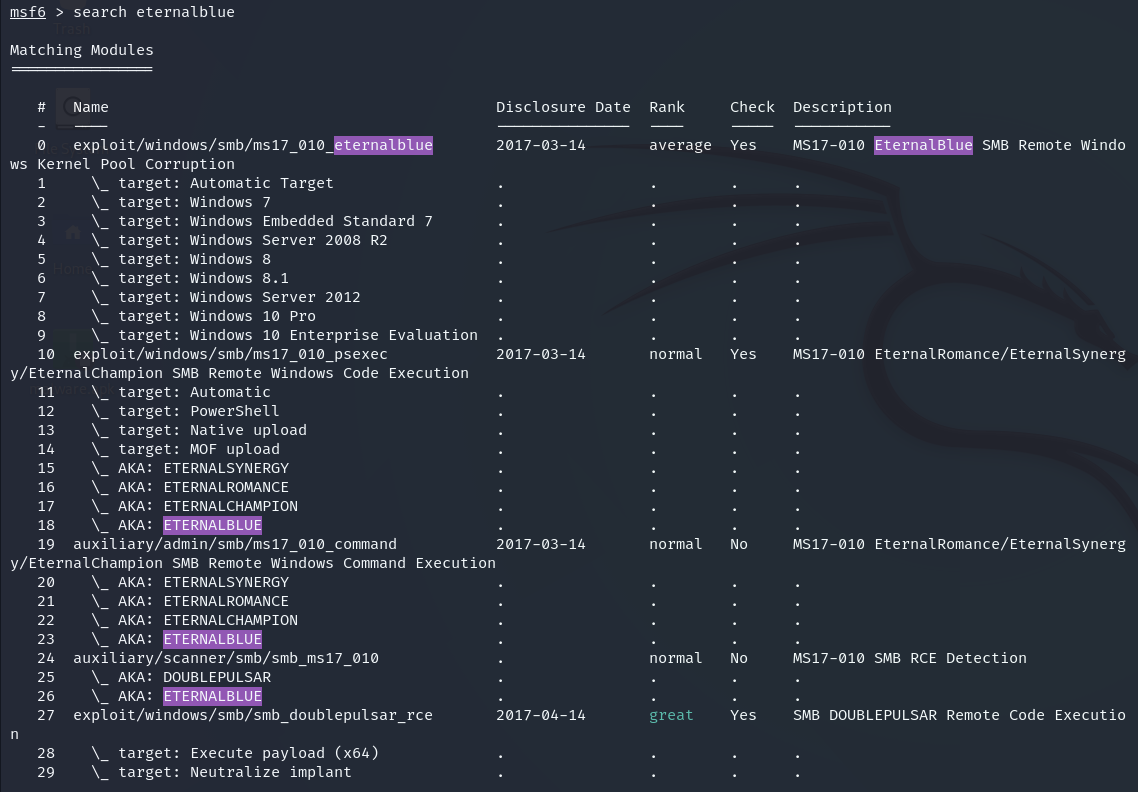 msf6 > search eternalblue
Matching Modules
================
# Name Disclosure Date Rank Check Description
- ---- --------------- ---- ----- -----------
0 exploit/windows/smb/ms17_010_eternalblue 2017-03-14 average Yes MS17-010 EternalBlue SMB Remote Windo
ws Kernel Pool Corruption
1 \_ target: Automatic Target . . . .
2 \_ target: Windows 7 . . . .
3 \_ target: Windows Embedded Standard 7 . . . .
4 \_ target: Windows Server 2008 R2 . . . .
5 \_ target: Windows 8 . . . .
6 \_ target: Windows 8.1 . . . .
7 \_ target: Windows Server 2012 . . . .
8 \_ target: Windows 10 Pro . . . .
9 \_ target: Windows 10 Enterprise Evaluation . . . .
10 exploit/windows/smb/ms17_010_psexec 2017-03-14 normal Yes MS17-010 EternalRomance/EternalSynerg
y/EternalChampion SMB Remote Windows Code Execution
11 \_ target: Automatic . . . .
12 \_ target: PowerShell . . . .
13 \_ target: Native upload . . . .
14 \_ target: MOF upload . . . .
15 \_ AKA: ETERNALSYNERGY . . . .
16 \_ AKA: ETERNALROMANCE . . . .
17 \_ AKA: ETERNALCHAMPION . . . .
18 \_ AKA: ETERNALBLUE . . . .
19 auxiliary/admin/smb/ms17_010_command 2017-03-14 normal No MS17-010 EternalRomance/EternalSynerg
y/EternalChampion SMB Remote Windows Command Execution
20 \_ AKA: ETERNALSYNERGY . . . .
21 \_ AKA: ETERNALROMANCE . . . .
22 \_ AKA: ETERNALCHAMPION . . . .
23 \_ AKA: ETERNALBLUE . . . .
24 auxiliary/scanner/smb/smb_ms17_010 . normal No MS17-010 SMB RCE Detection
25 \_ AKA: DOUBLEPULSAR . . . .
26 \_ AKA: ETERNALBLUE . . . .
27 exploit/windows/smb/smb_doublepulsar_rce 2017-04-14 great Yes SMB DOUBLEPULSAR Remote Code Executio
n
28 \_ target: Execute payload (x64) . . . .
29 \_ target: Neutralize implant . . . .